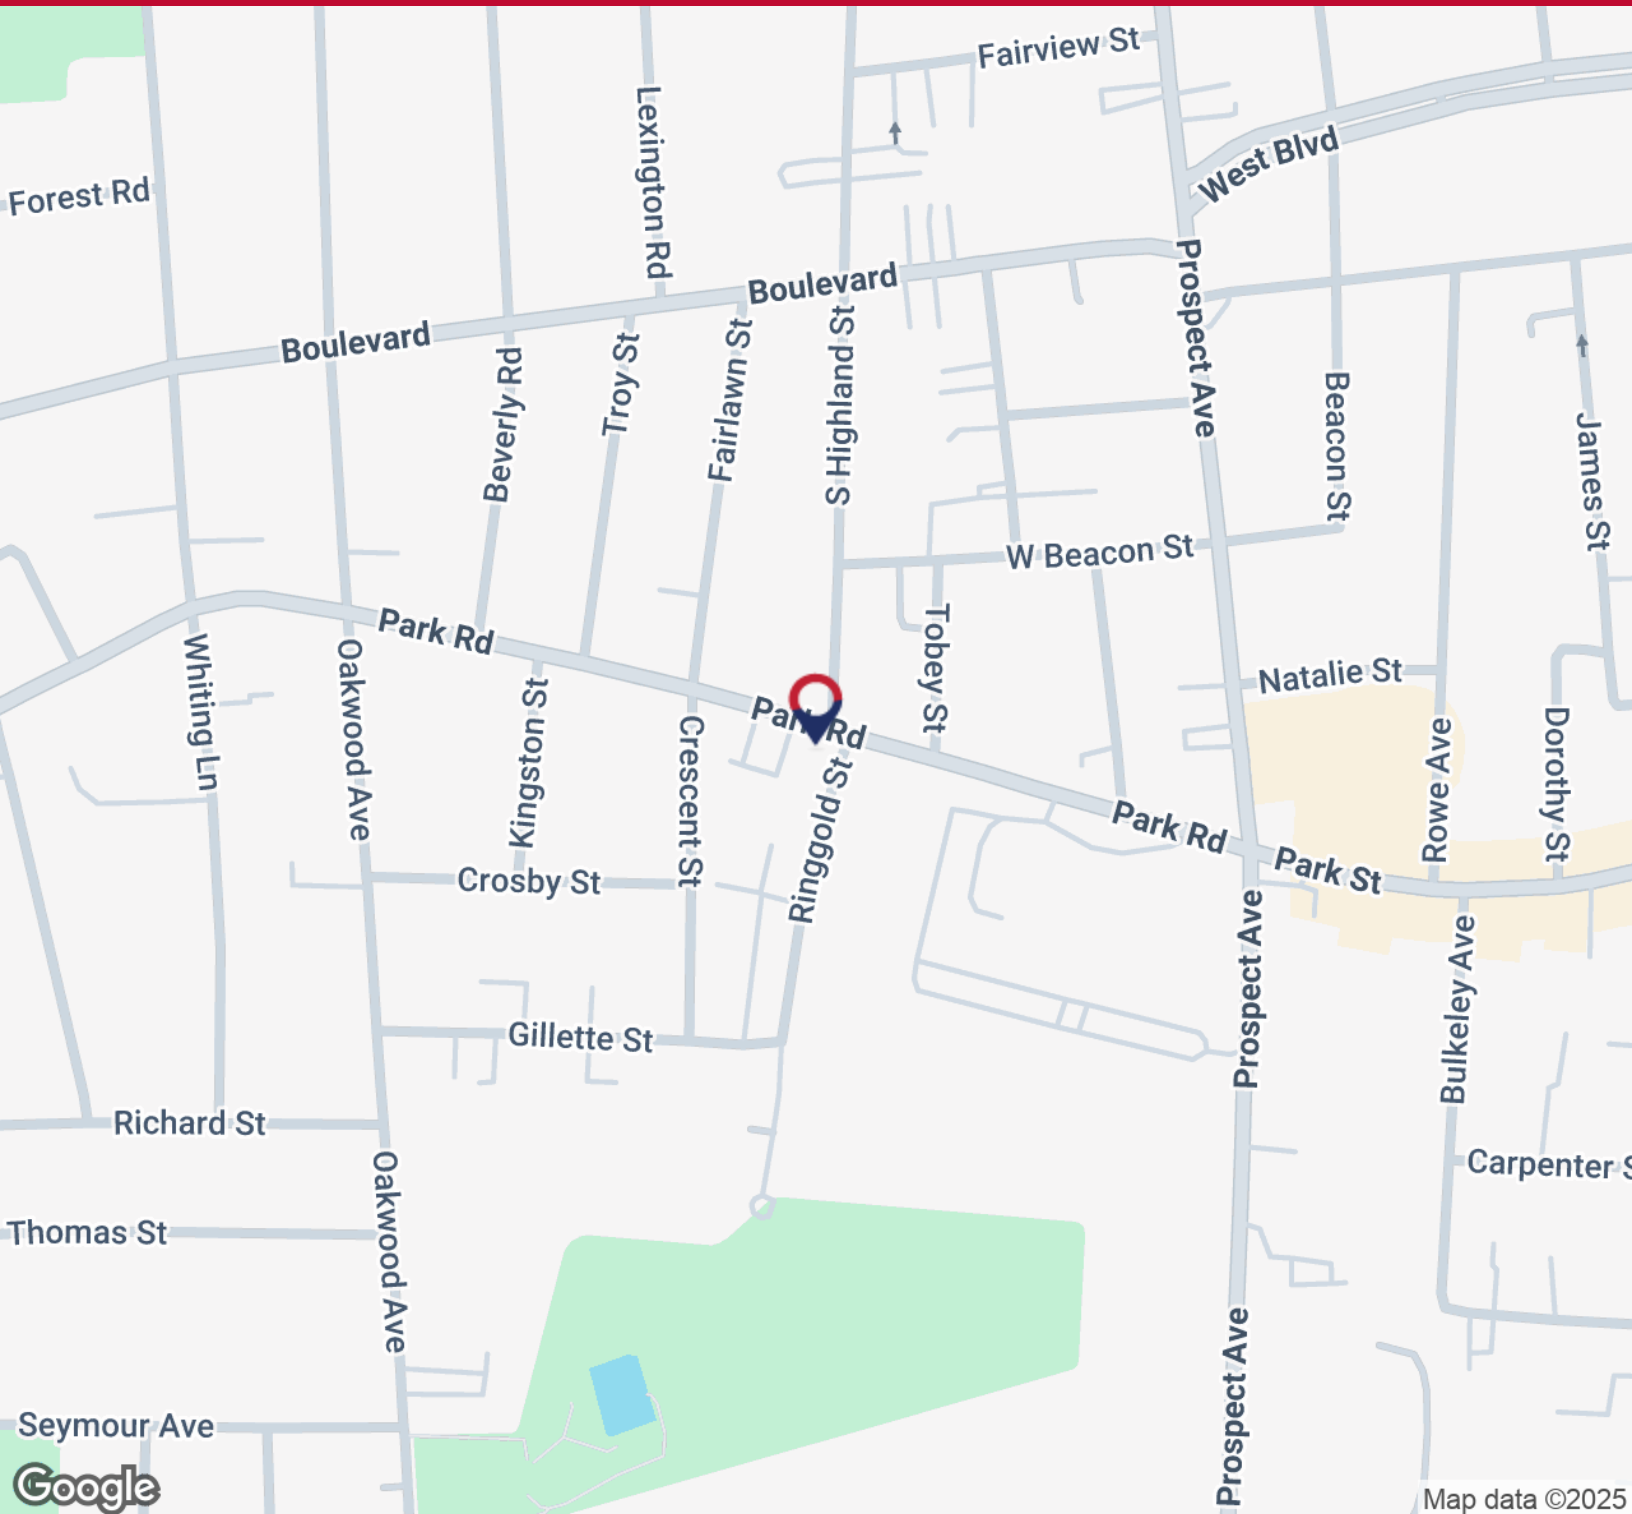 Fairview St
Lexington Rd
West Blvd
Forest Rd
Boulevard
Prospect Ave
Boulevard
S Highland St
Fairlawn St
Troy St
Beverly Rd
Beacon St
James St
W Beacon St
Park Rd
Tobey St
Whiting Ln
Oakwood Ave
Kingston St
Crescent St
Park Rd
Natalie St
Rowe Ave
Dorothy St
Ringgold St
Park Rd
Park St
Crosby St
Prospect Ave
Bulkeley Ave
Gillette St
Richard St
Oakwood Ave
Carpenter S
Thomas St
Prospect Ave
Seymour Ave
Google
Map data ©2025